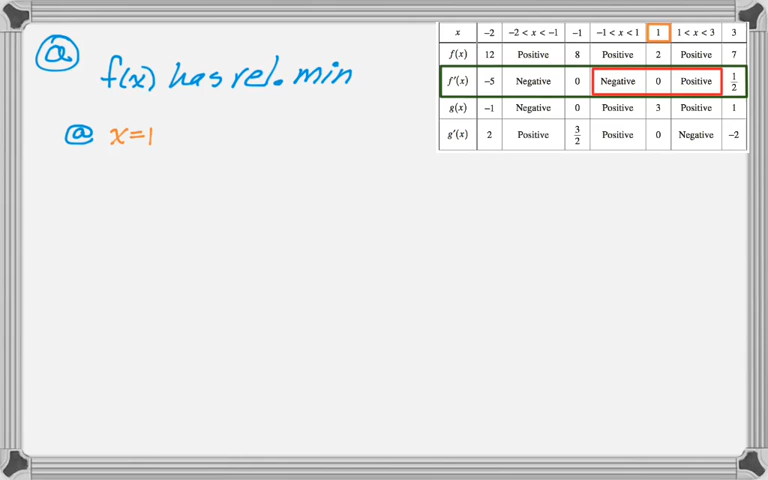 ⓐ
f(x) has rel. min
@ x=1
x −2 −2 < x < −1 −1 −1 < x < 1 1 1 < x < 3 3
f(x) 12 Positive 8 Positive 2 Positive 7
f′(x) −5 Negative 0 Negative 0 Positive 1/2
g(x) −1 Negative 0 Positive 3 Positive 1
g′(x) 2 Positive 3/2 Positive 0 Negative −2